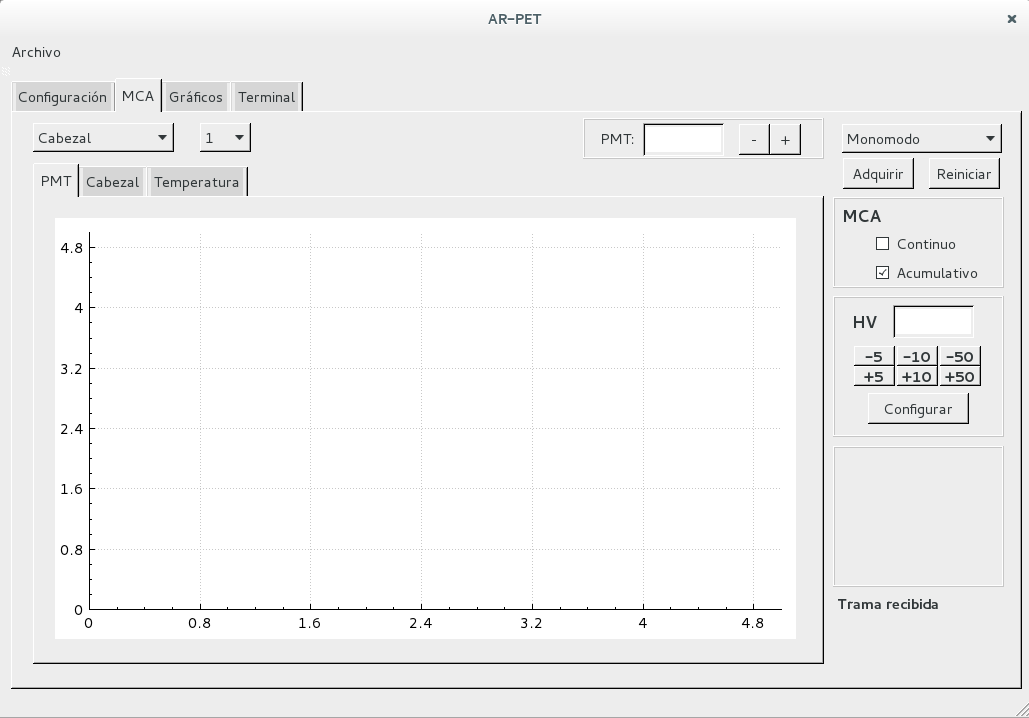 AR-PET
Archivo
Configuración MCA Gráficos Terminal
Cabezal 1 PMT: - + Monomodo
Adquirir Reiniciar
PMT Cabezal Temperatura
MCA
Continuo
Acumulativo
HV
-5 -10 -50
+5 +10 +50
Configurar
Trama recibida
4.8
4
3.2
2.4
1.6
0.8
0
0 0.8 1.6 2.4 3.2 4 4.8